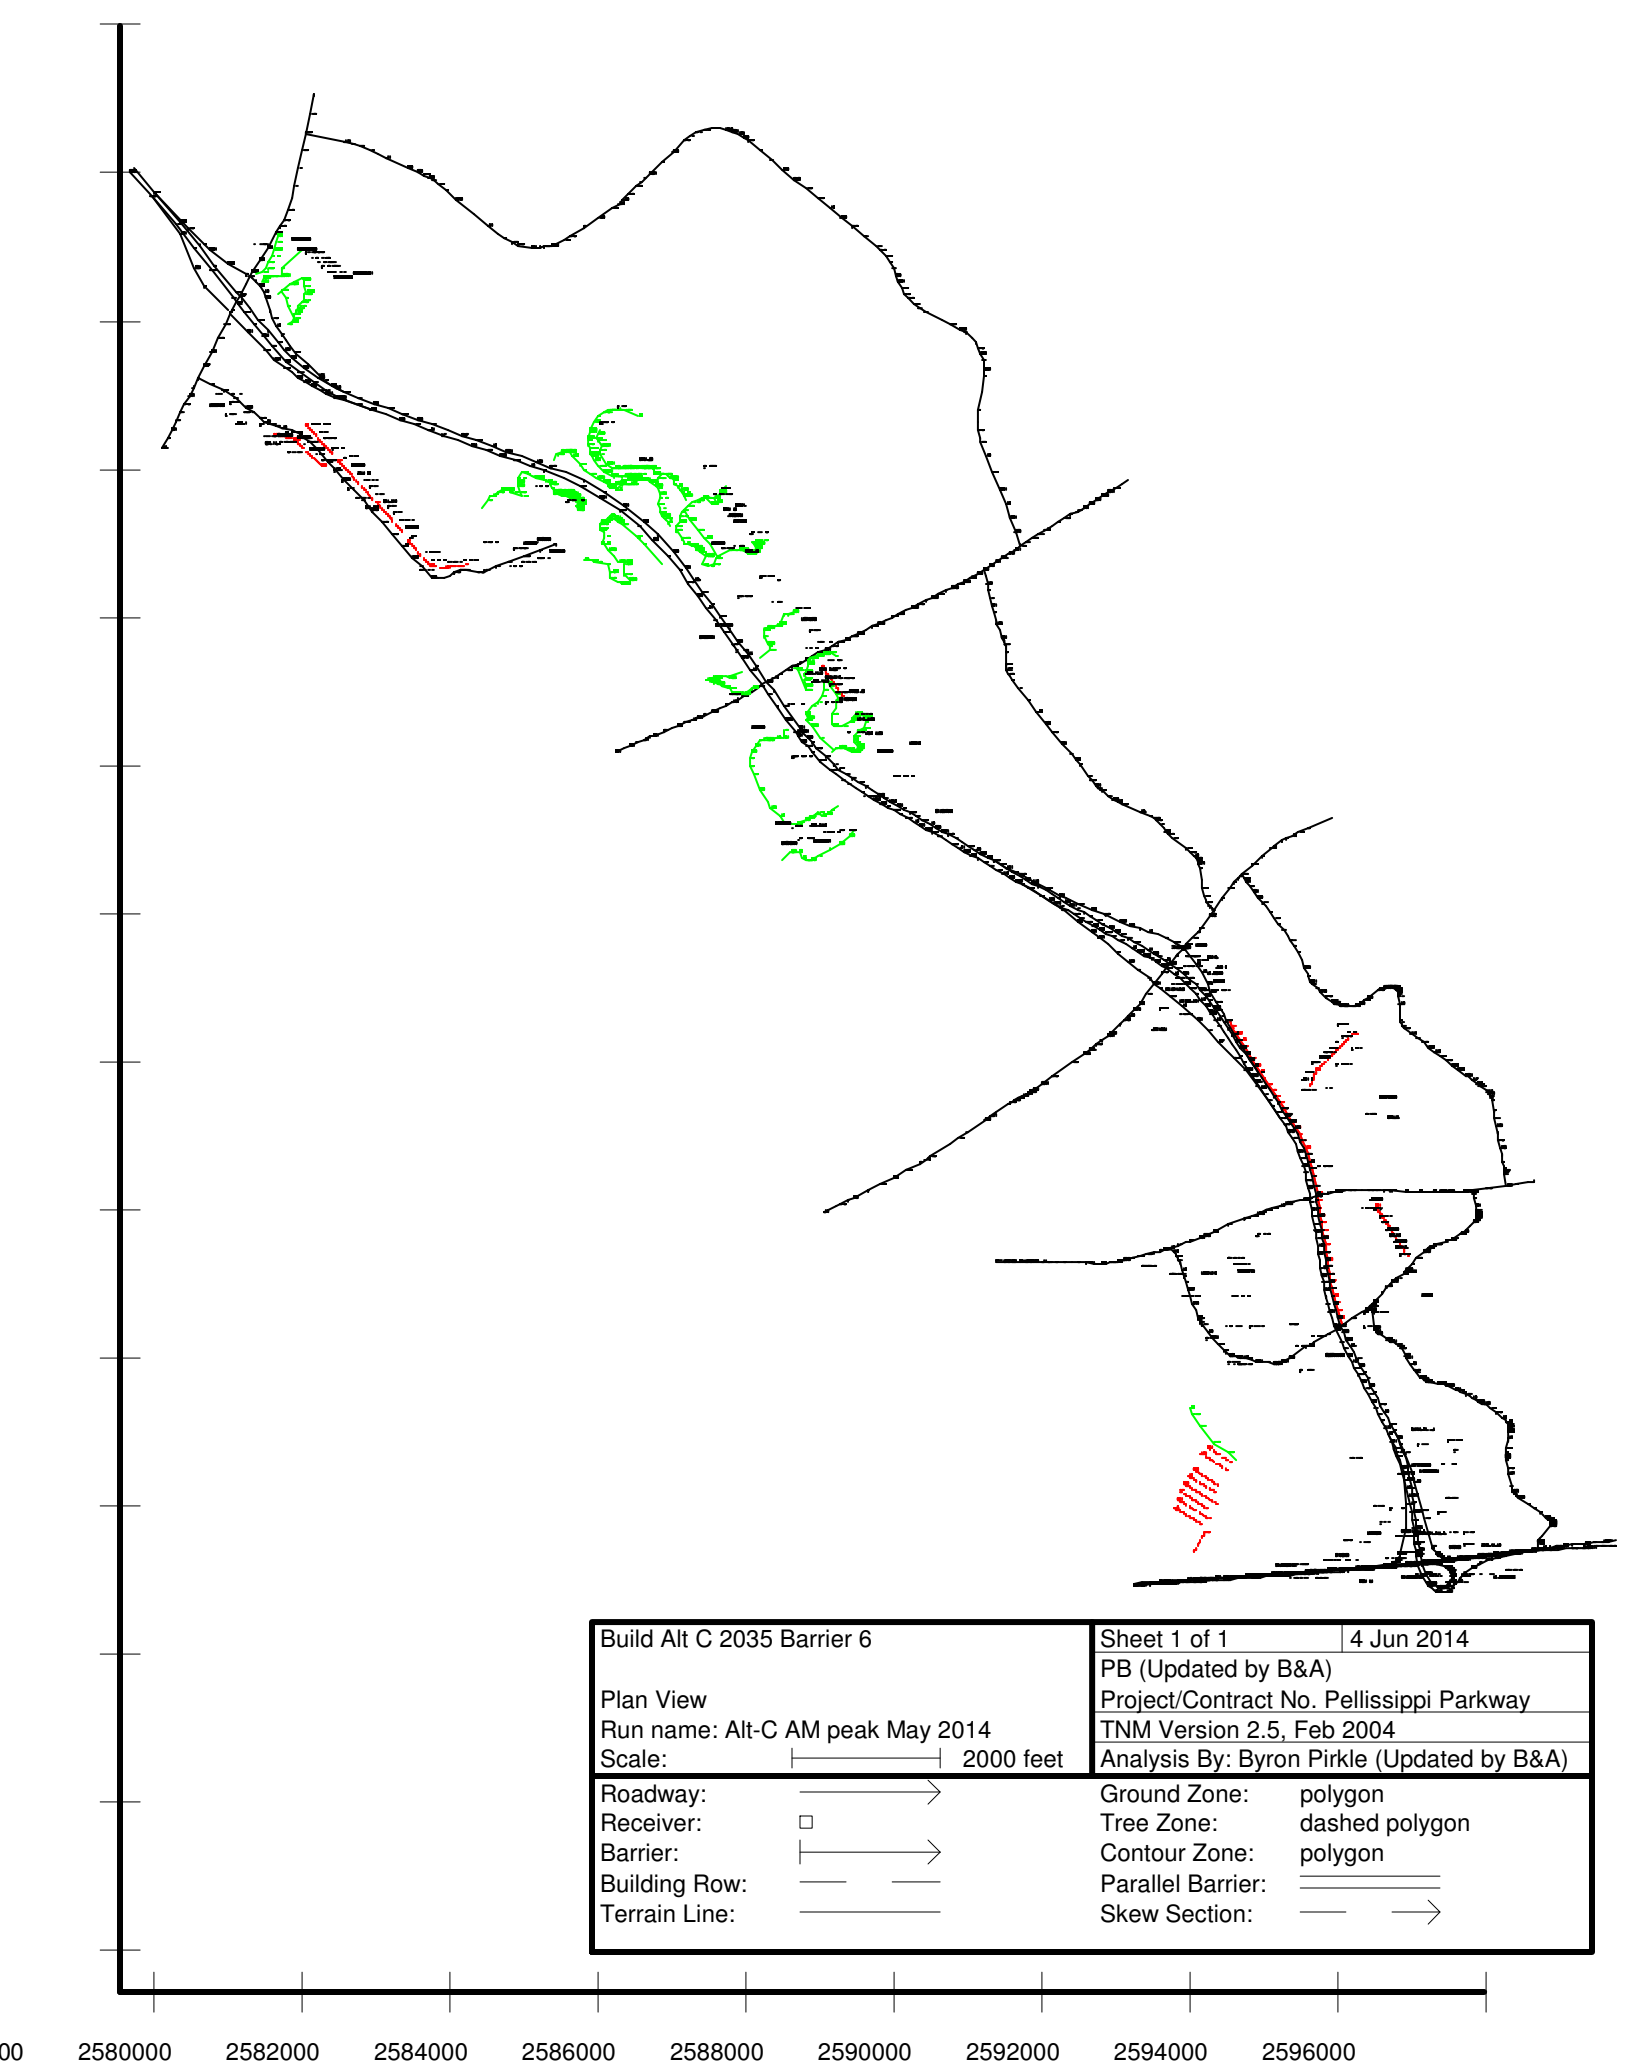 Build Alt C 2035 Barrier 6
Sheet 1 of 1
4 Jun 2014
PB (Updated by B&A)
Plan View
Project/Contract No. Pellissippi Parkway
Run name: Alt-C AM peak May 2014
TNM Version 2.5, Feb 2004
Scale:
2000 feet
Analysis By: Byron Pirkle (Updated by B&A)
Roadway:
Ground Zone:
polygon
Receiver:
Tree Zone:
dashed polygon
Barrier:
Contour Zone:
polygon
Building Row:
Parallel Barrier:
Terrain Line:
Skew Section:
00
2580000
2582000
2584000
2586000
2588000
2590000
2592000
2594000
2596000